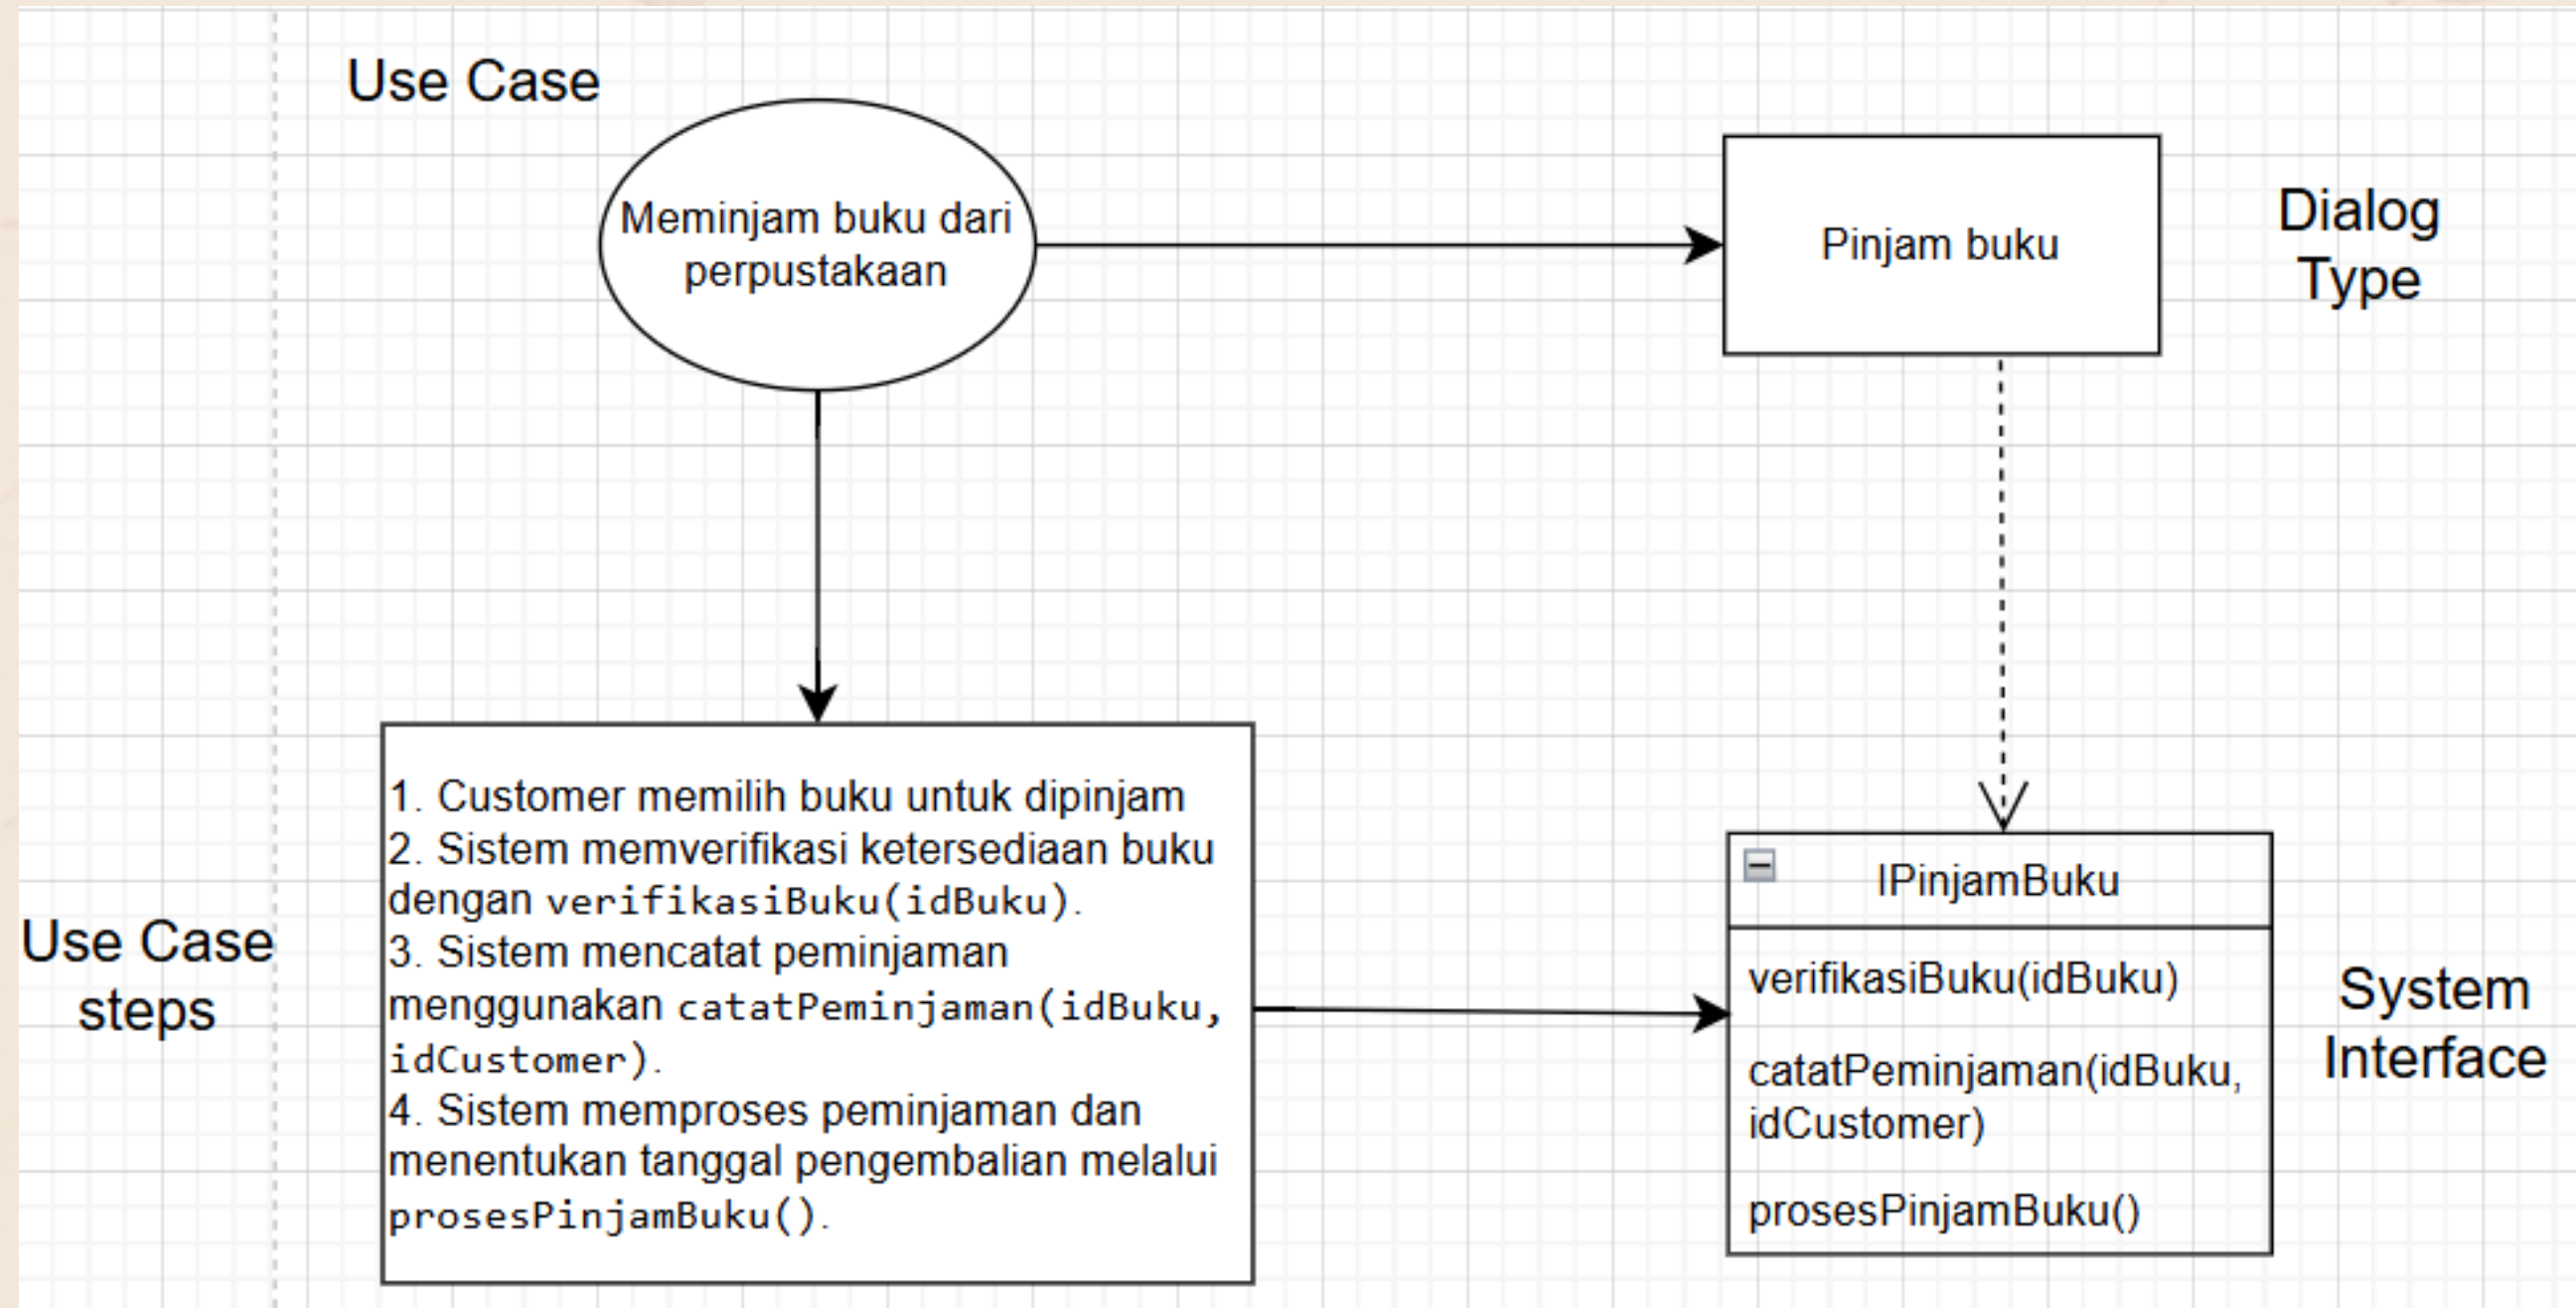 Use Case
Meminjam buku dari
perpustakaan
Pinjam buku
Dialog
Type
Use Case
steps
1. Customer memilih buku untuk dipinjam
2. Sistem memverifikasi ketersediaan buku
dengan verifikasiBuku(idBuku).
3. Sistem mencatat peminjaman
menggunakan catatPeminjaman(idBuku,
idCustomer).
4. Sistem memproses peminjaman dan
menentukan tanggal pengembalian melalui
prosesPinjamBuku().
IPinjamBuku
verifikasiBuku(idBuku)
catatPeminjaman(idBuku,
idCustomer)
prosesPinjamBuku()
System
Interface